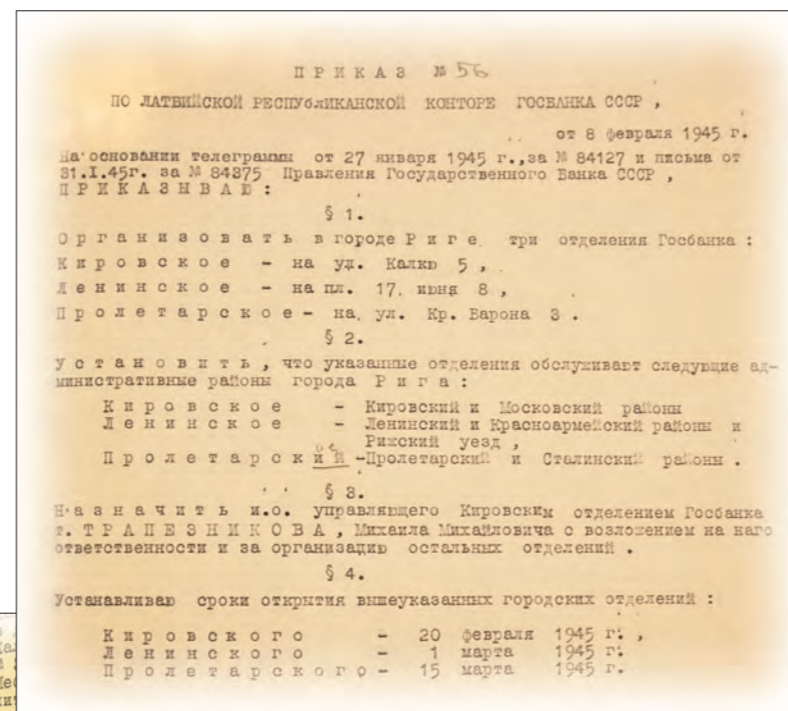 П Р И К А З № 56
ПО ЛАТВИЙСКОЙ РЕСПУбЛИКАНСКОЙ КОНТОРЕ ГОСБАНКА СССР ,
от 8 февраля 1945 г.
На основании телеграммы от 27 января 1945 г.,за № 84127 и письма от
31.I.45г. за № 84375 Правления Государственного Банка СССР ,
П Р И К А З Ы В А Ю :
§ 1.
О р г а н и з о в а т ь в городе Р и г е три отделения Госбанка :
К и р о в с к о е - на ул. Калкю 5 ,
Л е н и н с к о е - на пл. 17. июня 8 ,
П р о л е т а р с к о е - на ул. Кр. Барона 3 .
§ 2.
У с т а н о в и т ь , что указанные отделения обслуживают следующие ад-
министративные районы города Р и г а :
К и р о в с к о е - Кировский и Московский районы
Л е н и н с к о е - Ленинский и Красноармейский районы и
Рижский уезд ,
ое
П р о л е т а р с к и й -Пролетарский и Сталинский районы .
§ 3.
Н а з н а ч и т ь и.о. управляющего Кировским отделением Госбанка
т. Т Р А П Е З Н И К О В А , Михаила Михайловича с возложением на наго
ответственности и за организацию остальных отделений .
§ 4.
Устанавливаю сроки открытия вышеуказанных городских отделений :
К и р о в с к о г о - 20 февраля 1945 г. ,
Л е н и н с к о г о - 1 марта 1945 г.
П р о л е т а р с к о г о - 15 марта 1945 г.